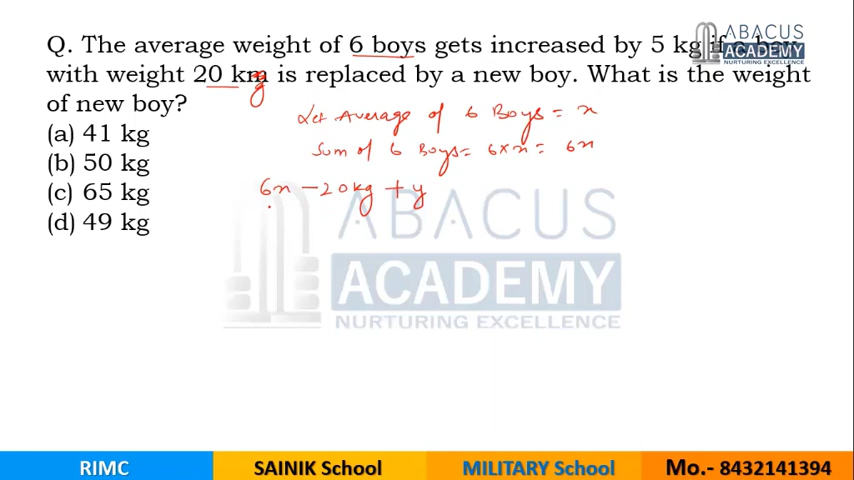 Q. The average weight of 6 boys gets increased by 5 kg if
with weight 20 kg is replaced by a new boy. What is the weight
of new boy?
(a) 41 kg
(b) 50 kg
(c) 65 kg
(d) 49 kg
Let Average of 6 Boys = x
Sum of 6 Boys = 6×x = 6x
6x - 20kg + y
ABACUS
ACADEMY
NURTURING EXCELLENCE
ABACUS
ACADEMY
NURTURING EXCELLENCE
RIMC
SAINIK School
MILITARY School
Mo.- 8432141394